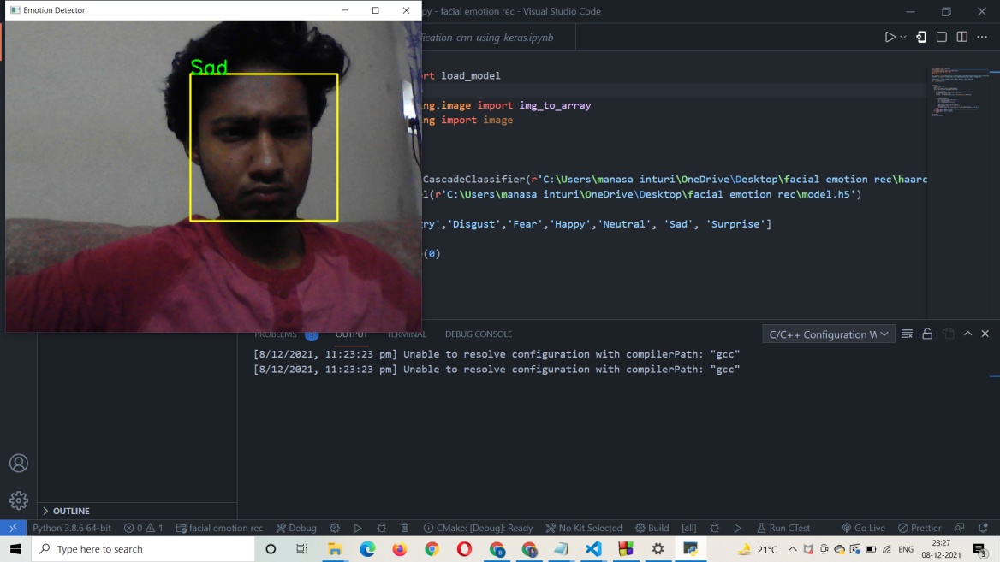 Emotion Detector
py - facial emotion rec - Visual Studio Code
ication-cnn-using-keras.ipynb
Sad
rt load_model
ng.image import img_to_array
ng import image
CascadeClassifier(r'C:\Users\manasa inturi\OneDrive\Desktop\facial emotion rec\haarc
el(r'C:\Users\manasa inturi\OneDrive\Desktop\facial emotion rec\model.h5')
ry','Disgust','Fear','Happy','Neutral', 'Sad', 'Surprise']
(0)
PROBLEMS 1 OUTPUT TERMINAL DEBUG CONSOLE
C/C++ Configuration W
[8/12/2021, 11:23:23 pm] Unable to resolve configuration with compilerPath: "gcc"
[8/12/2021, 11:23:23 pm] Unable to resolve configuration with compilerPath: "gcc"
OUTLINE
Python 3.8.6 64-bit 0 1 facial emotion rec Debug CMake: [Debug]: Ready No Kit Selected Build [all] Run CTest Go Live Prettier
Type here to search
21°C ENG 23:27
08-12-2021
3